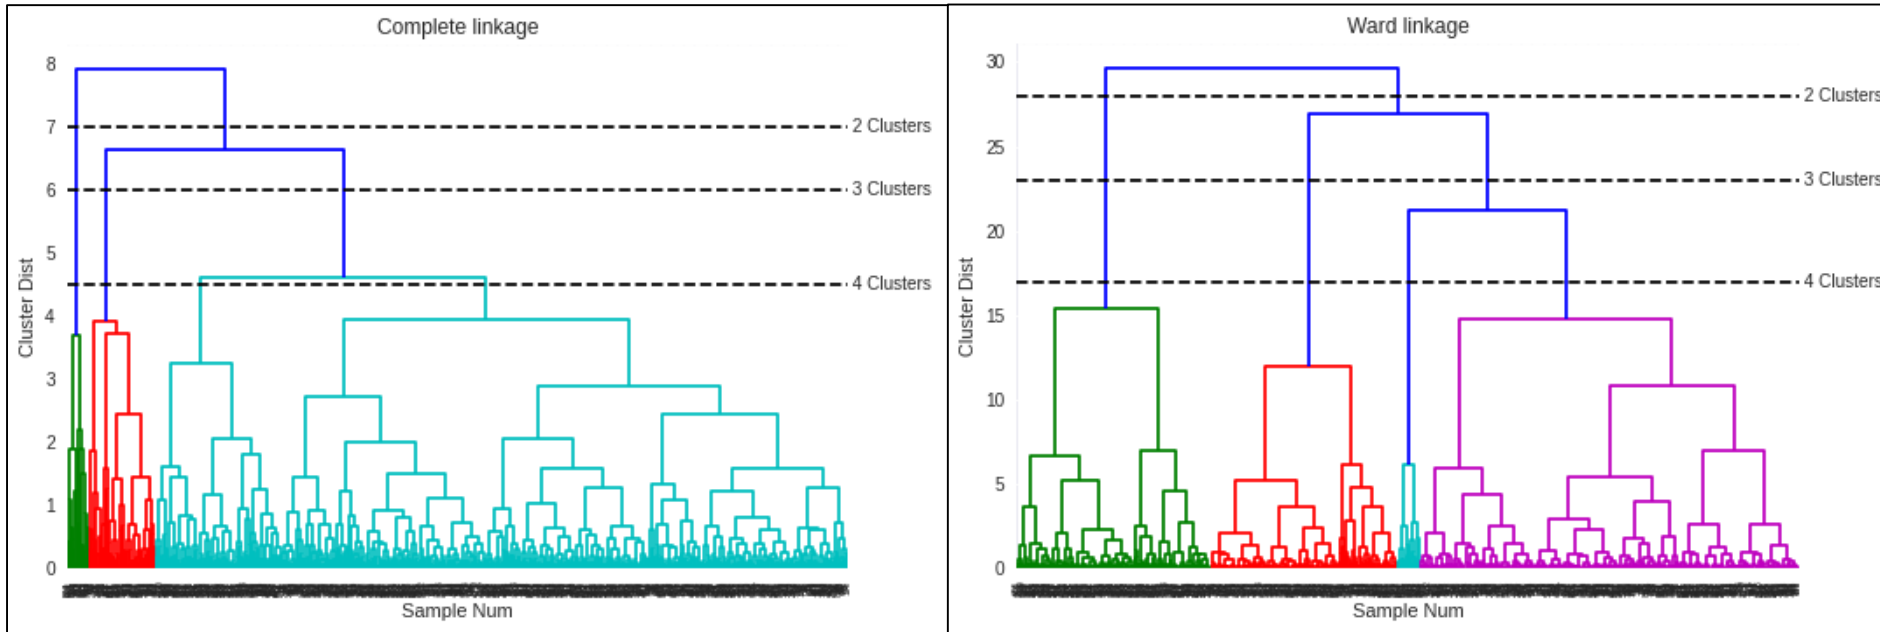 Complete linkage
8
7
6
5
4
3
2
1
0
2 Clusters
3 Clusters
4 Clusters
Cluster Dist
Sample Num
Ward linkage
30
25
20
15
10
5
0
2 Clusters
3 Clusters
4 Clusters
Cluster Dist
Sample Num